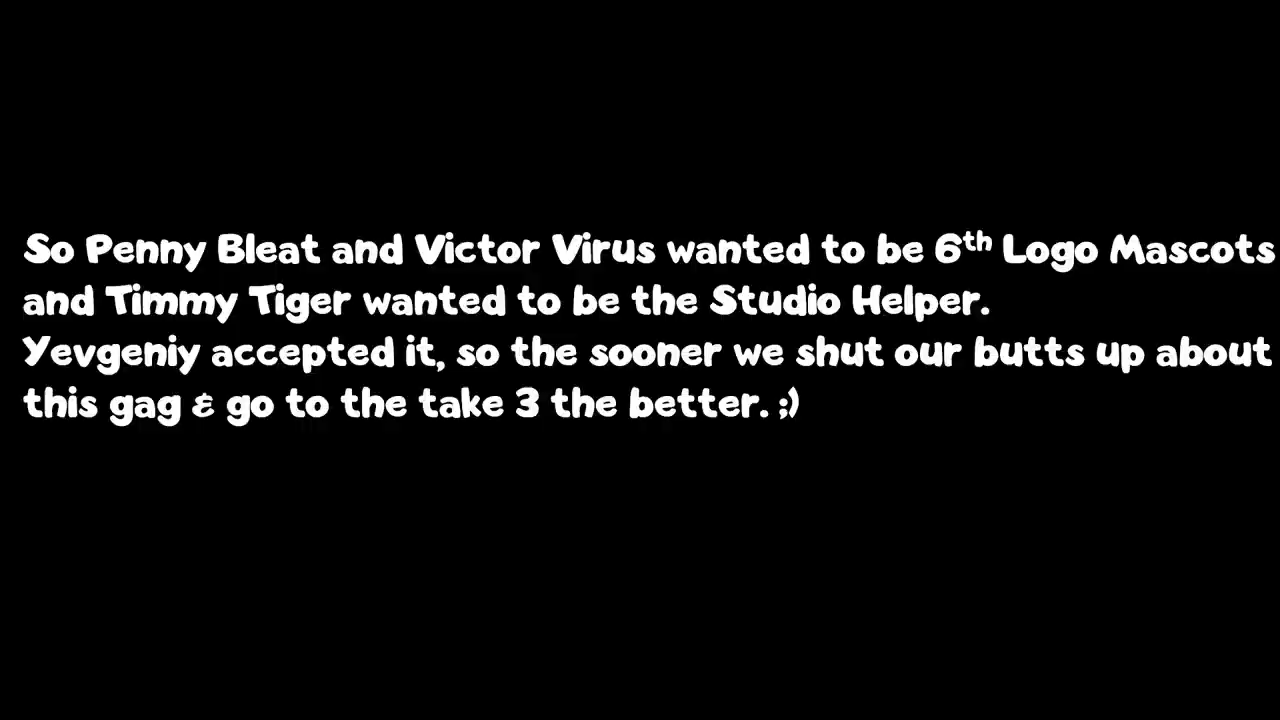 So Penny Bleat and Victor Virus wanted to be 6th Logo Mascots
and Timmy Tiger wanted to be the Studio Helper.
Yevgeniy accepted it, so the sooner we shut our butts up about
this gag & go to the take 3 the better. ;)